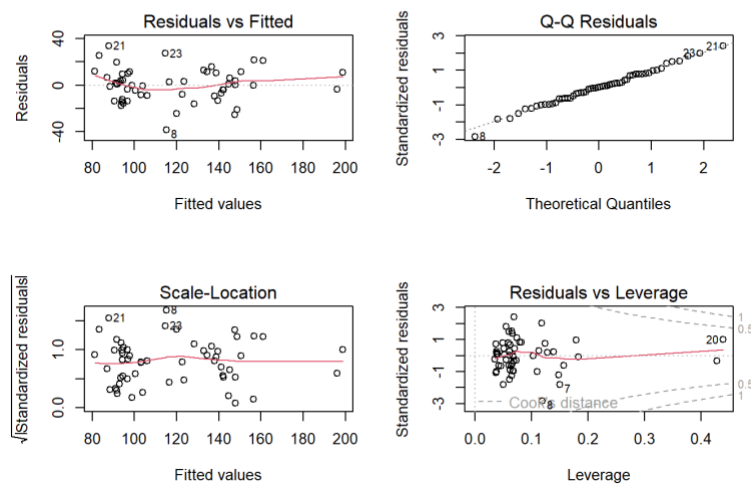 Residuals vs Fitted
Residuals
40
0
-40
21
23
8
80 100 120 140 160 180 200
Fitted values
Q-Q Residuals
Standardized residuals
3
1
-1
-3
23
21
8
-2 -1 0 1 2
Theoretical Quantiles
Scale-Location
√|Standardized residuals|
1.0
0.0
21
8
23
80 100 120 140 160 180 200
Fitted values
Residuals vs Leverage
Standardized residuals
3
1
-1
-3
20
7
8
Cook's distance
1
0.5
0.5
1
0.0 0.1 0.2 0.3 0.4
Leverage